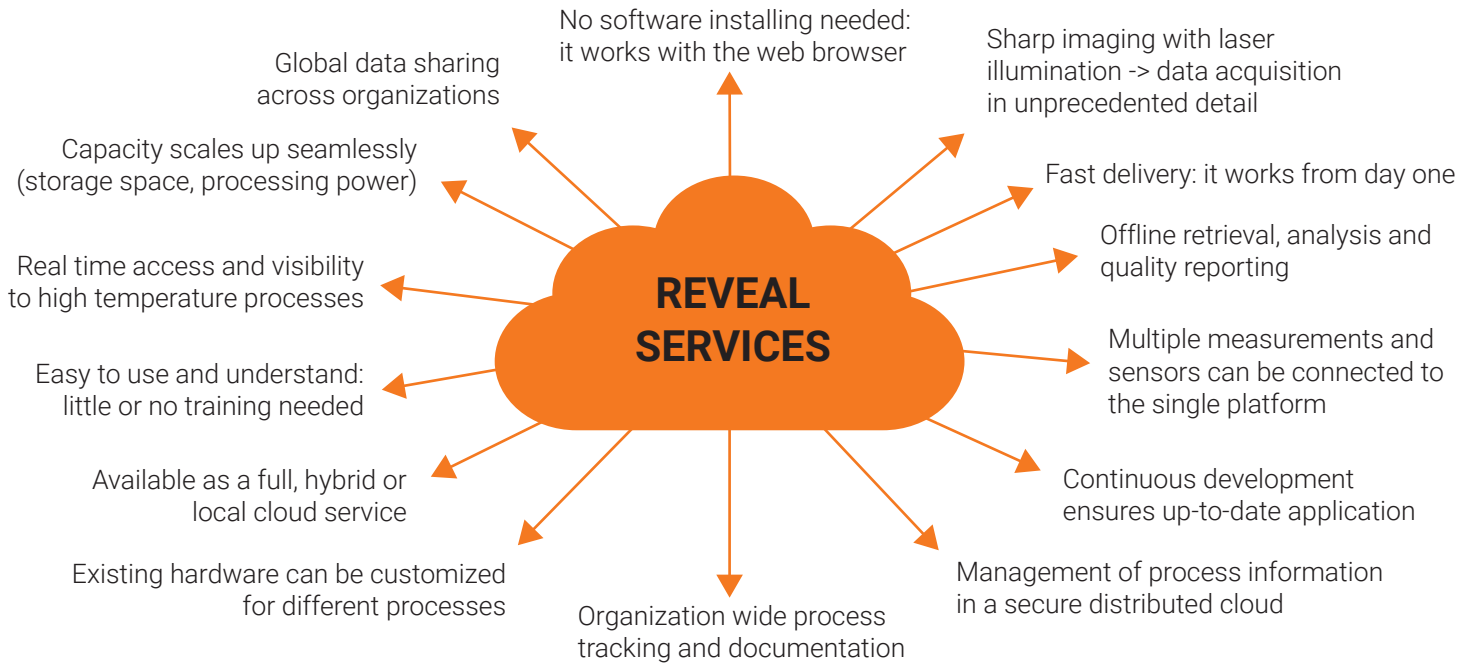 No software installing needed:
it works with the web browser
Sharp imaging with laser
illumination -> data acquisition
in unprecedented detail
Global data sharing
across organizations
Capacity scales up seamlessly
(storage space, processing power)
Fast delivery: it works from day one
Offline retrieval, analysis and
quality reporting
Real time access and visibility
to high temperature processes
REVEAL
SERVICES
Multiple measurements and
sensors can be connected to
the single platform
Easy to use and understand:
little or no training needed
Available as a full, hybrid or
local cloud service
Continuous development
ensures up-to-date application
Existing hardware can be customized
for different processes
Organization wide process
tracking and documentation
Management of process information
in a secure distributed cloud